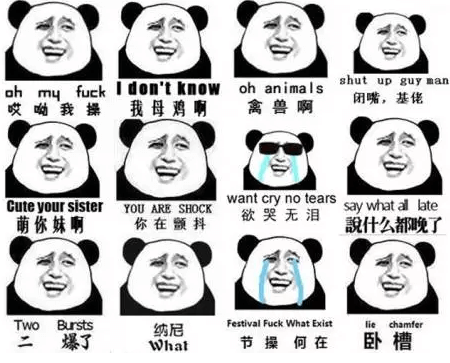 oh my fuck
哎呦我操
I don't know
我母鸡啊
oh animals
禽兽啊
shut up guy man
闭嘴，基佬
Cute your sister
萌你妹啊
YOU ARE SHOCK
你在颤抖
want cry no tears
欲哭无泪
say what all late
說什么都晚了
Two Bursts
二 爆了
纳尼
What
Festival Fuck What Exist
节操何在
lie chamfer
卧槽